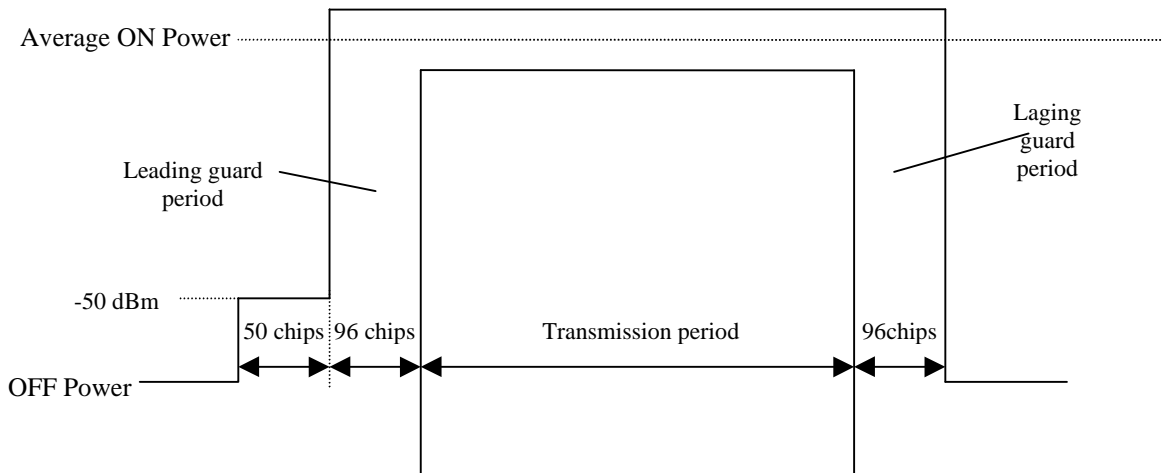 Average ON Power
Laging
guard
period
Leading guard
period
-50 dBm
50 chips
96 chips
Transmission period
96chips
OFF Power